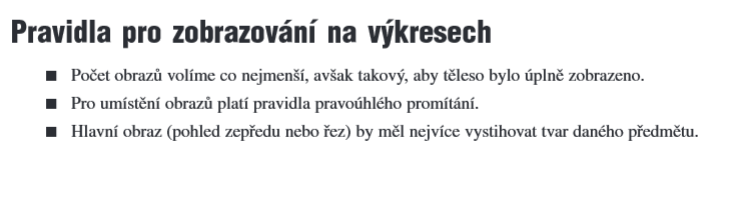 Pravidla pro zobrazování na výkresech
■ Počet obrazů volíme co nejmenší, avšak takový, aby těleso bylo úplně zobrazeno.
■ Pro umístění obrazů platí pravidla pravoúhlého promítání.
■ Hlavní obraz (pohled zepředu nebo řez) by měl nejvíce vystihovat tvar daného předmětu.